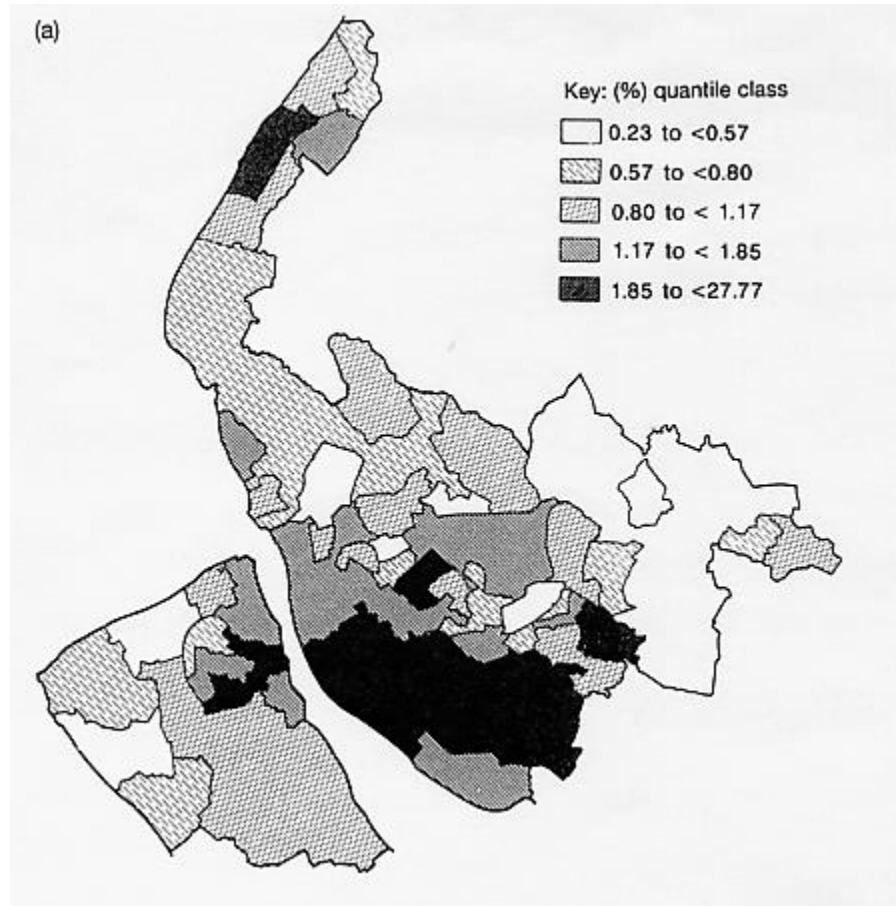 (a)
Key: (%) quantile class
0.23 to <0.57
0.57 to <0.80
0.80 to < 1.17
1.17 to < 1.85
1.85 to <27.77